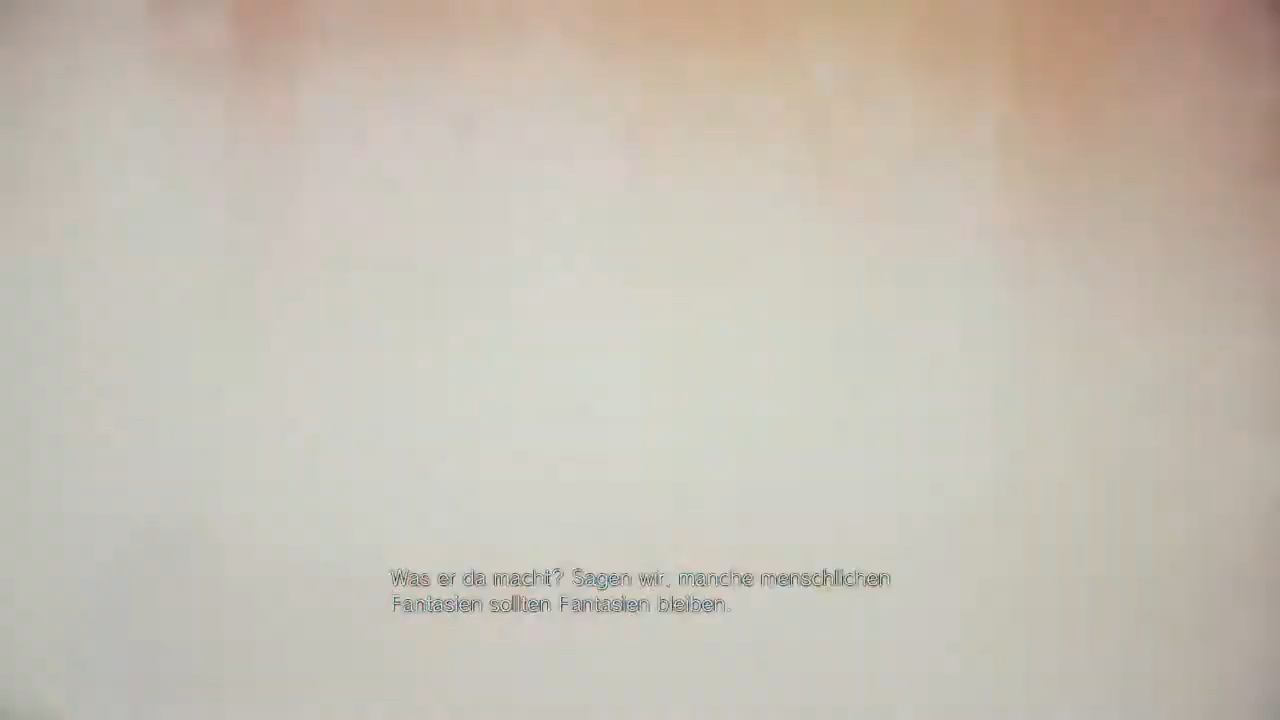 Was er da macht? Sagen wir, manche menschlichen
Fantasien sollten Fantasien bleiben.